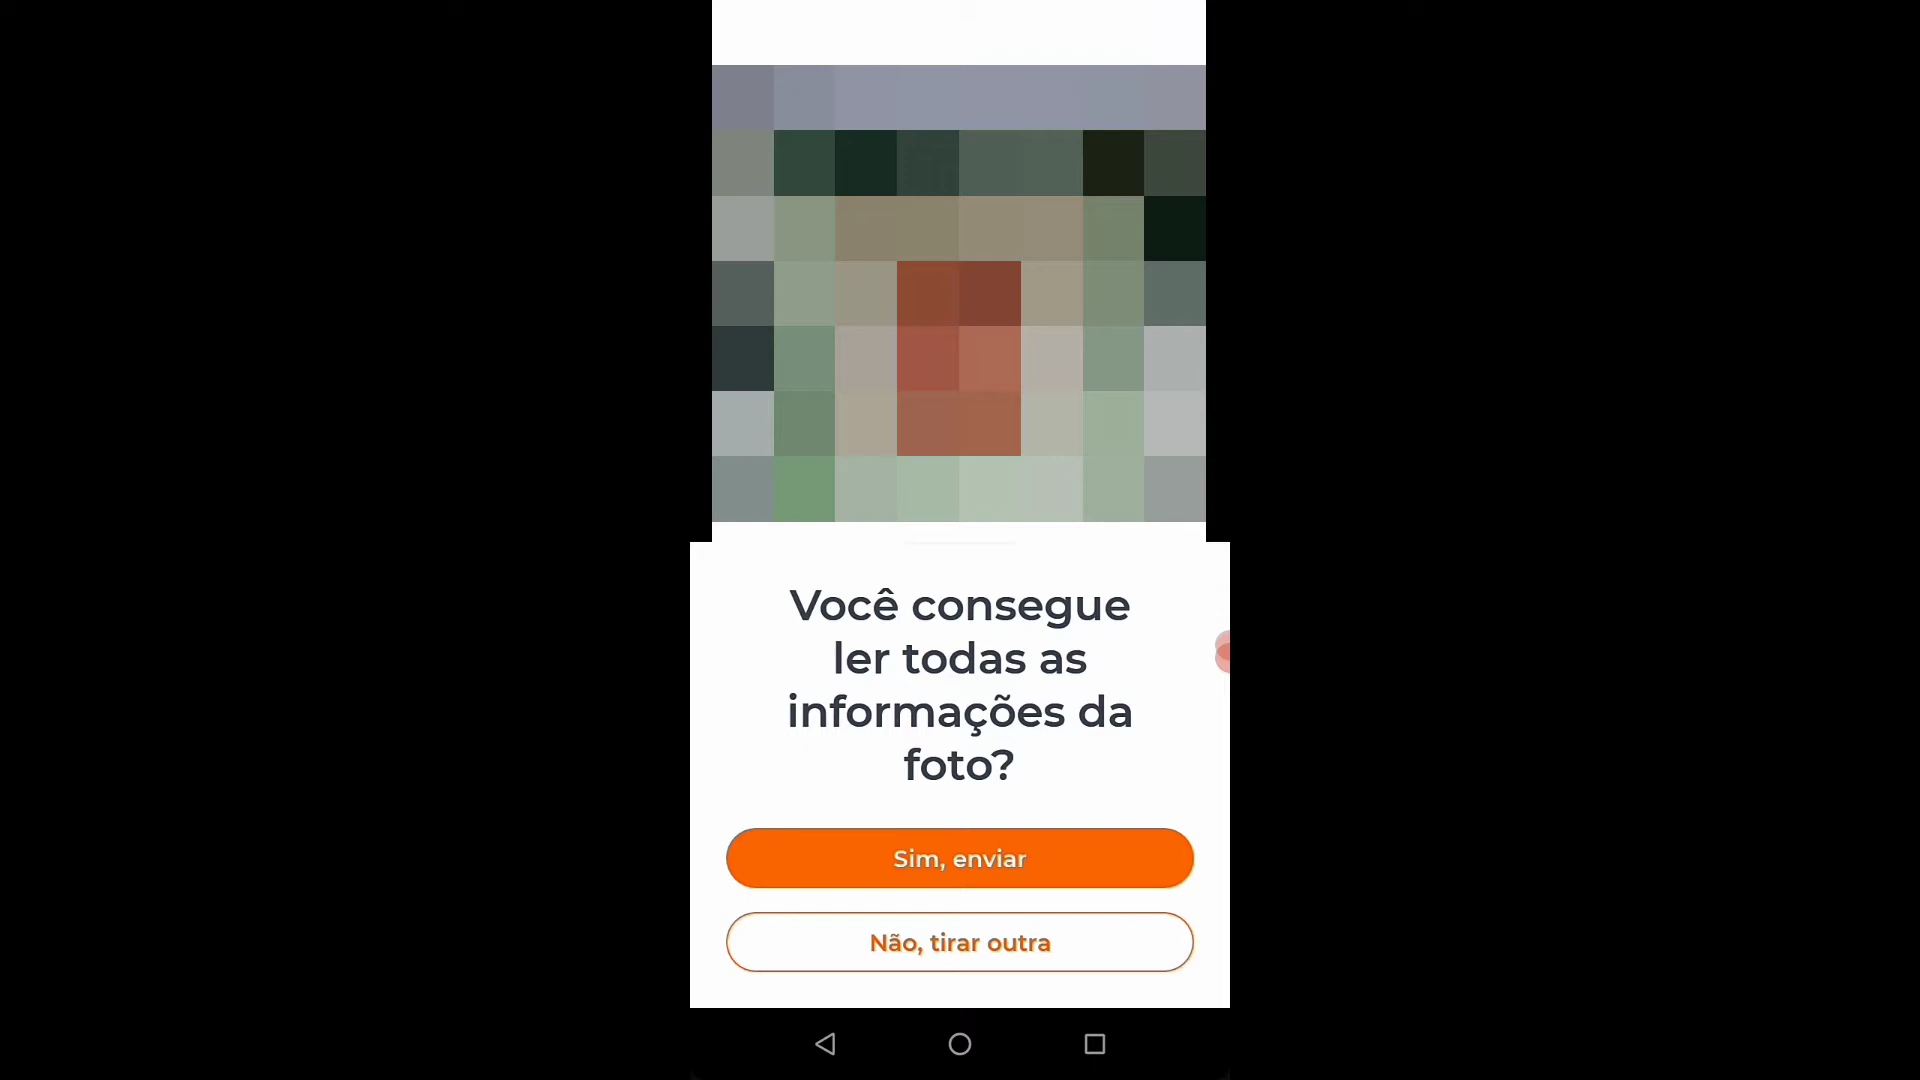 Você consegue
ler todas as
informações da
foto?
Sim, enviar
Não, tirar outra